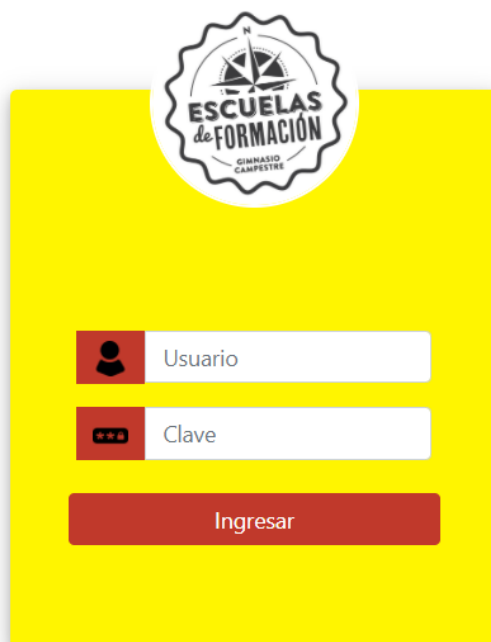 N
ESCUELAS
de FORMACIÓN
GIMNASIO
CAMPESTRE
Usuario
Clave
Ingresar